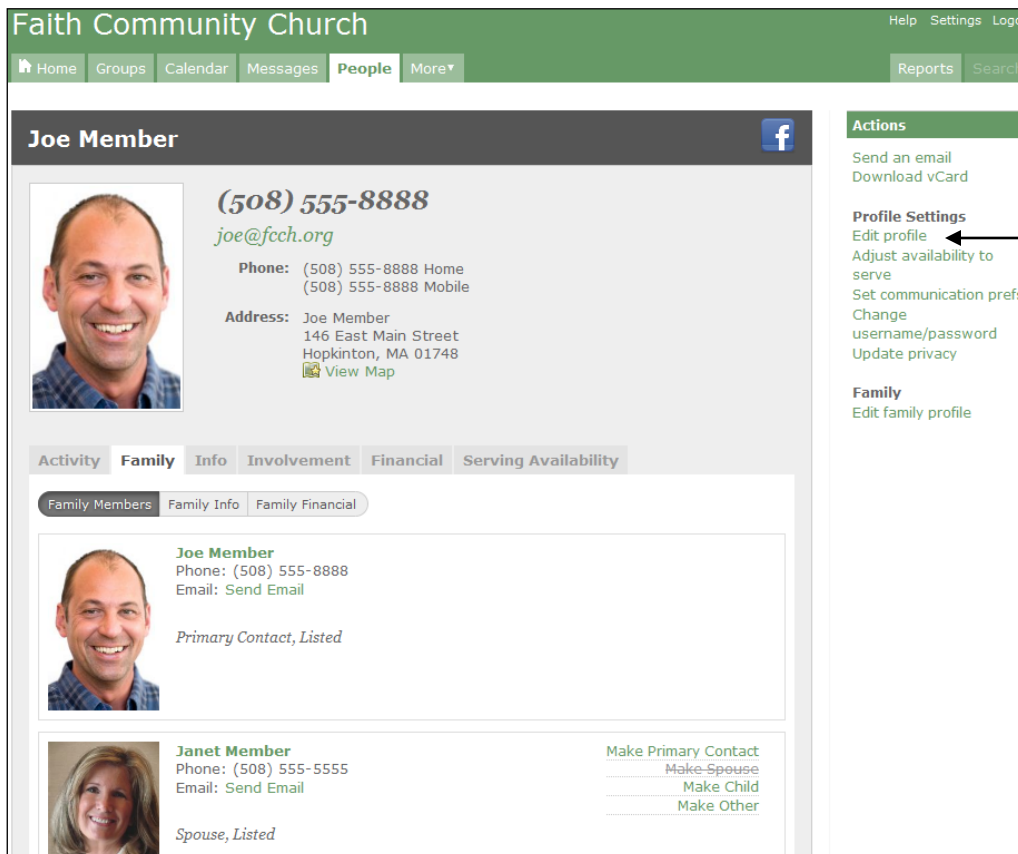 Faith Community Church
Help Settings
Home Groups Calendar Messages People More
Reports
Joe Member
f
(508) 555-8888
joe@fcch.org
Phone: (508) 555-8888 Home
(508) 555-8888 Mobile
Address: Joe Member
146 East Main Street
Hopkinton, MA 01748
View Map
Activity Family Info Involvement Financial Serving Availability
Family Members Family Info Family Financial
Joe Member
Phone: (508) 555-8888
Email: Send Email
Primary Contact, Listed
Janet Member
Phone: (508) 555-5555
Email: Send Email
Spouse, Listed
Make Primary Contact
Make Spouse
Make Child
Make Other
Actions
Send an email
Download vCard
Profile Settings
Edit profile
Adjust availability to
serve
Set communication prefs
Change
username/password
Update privacy
Family
Edit family profile